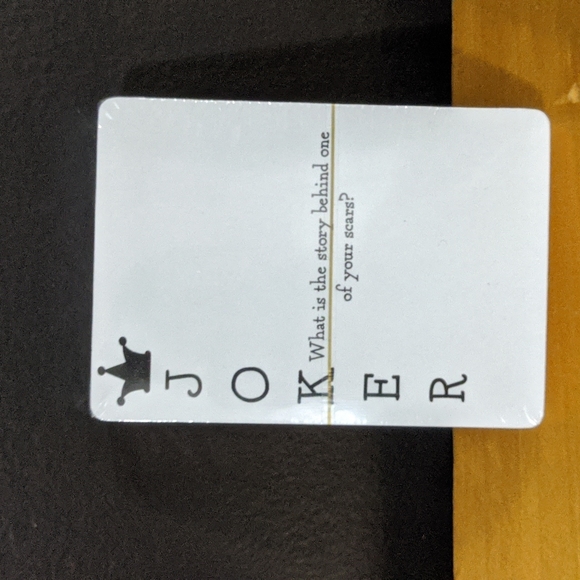 JOKER
What is the story behind one
of your scars?